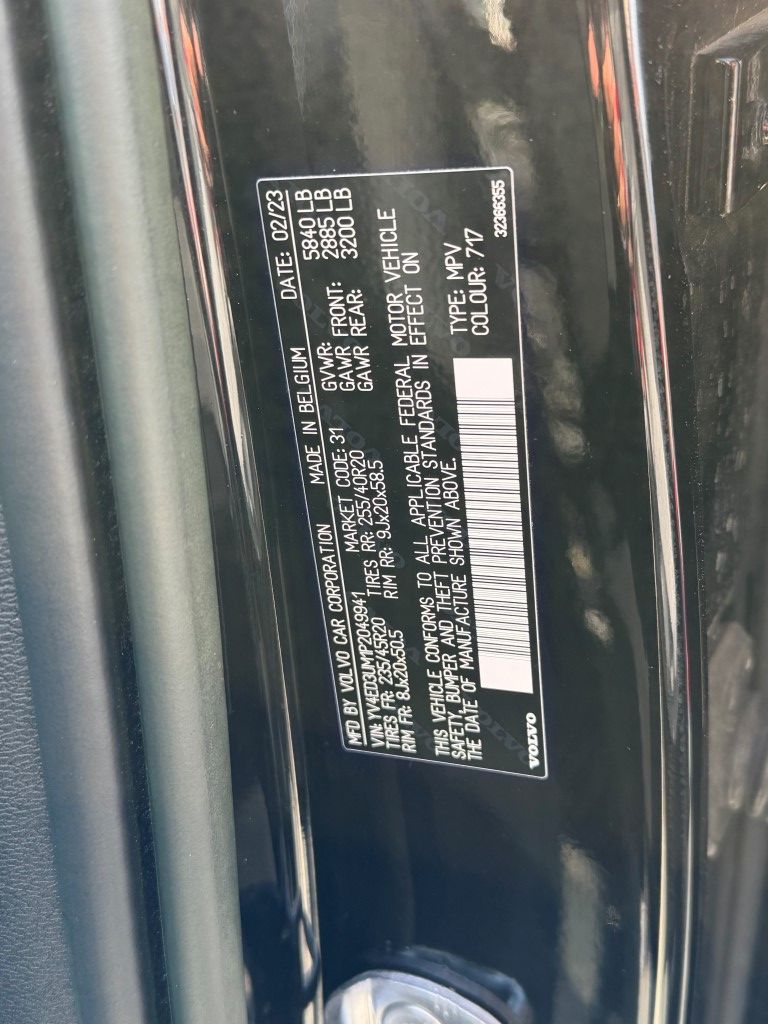 MFD BY VOLVO CAR CORPORATION MADE IN BELGIUM DATE: 02/23
VIN: YV4ED3UM1P2049941 MARKET CODE: 31 GVWR: 5840 LB
TIRES FR: 235/45R20 TIRES RR: 255/40R20 GAWR FRONT: 2885 LB
RIM FR: 8Jx20x50.5 RIM RR: 9Jx20x58.5 GAWR REAR: 3200 LB
THIS VEHICLE CONFORMS TO ALL APPLICABLE FEDERAL MOTOR VEHICLE
SAFETY, BUMPER AND THEFT PREVENTION STANDARDS IN EFFECT ON
THE DATE OF MANUFACTURE SHOWN ABOVE.
TYPE: MPV
COLOUR: 717
VOLVO 32366355